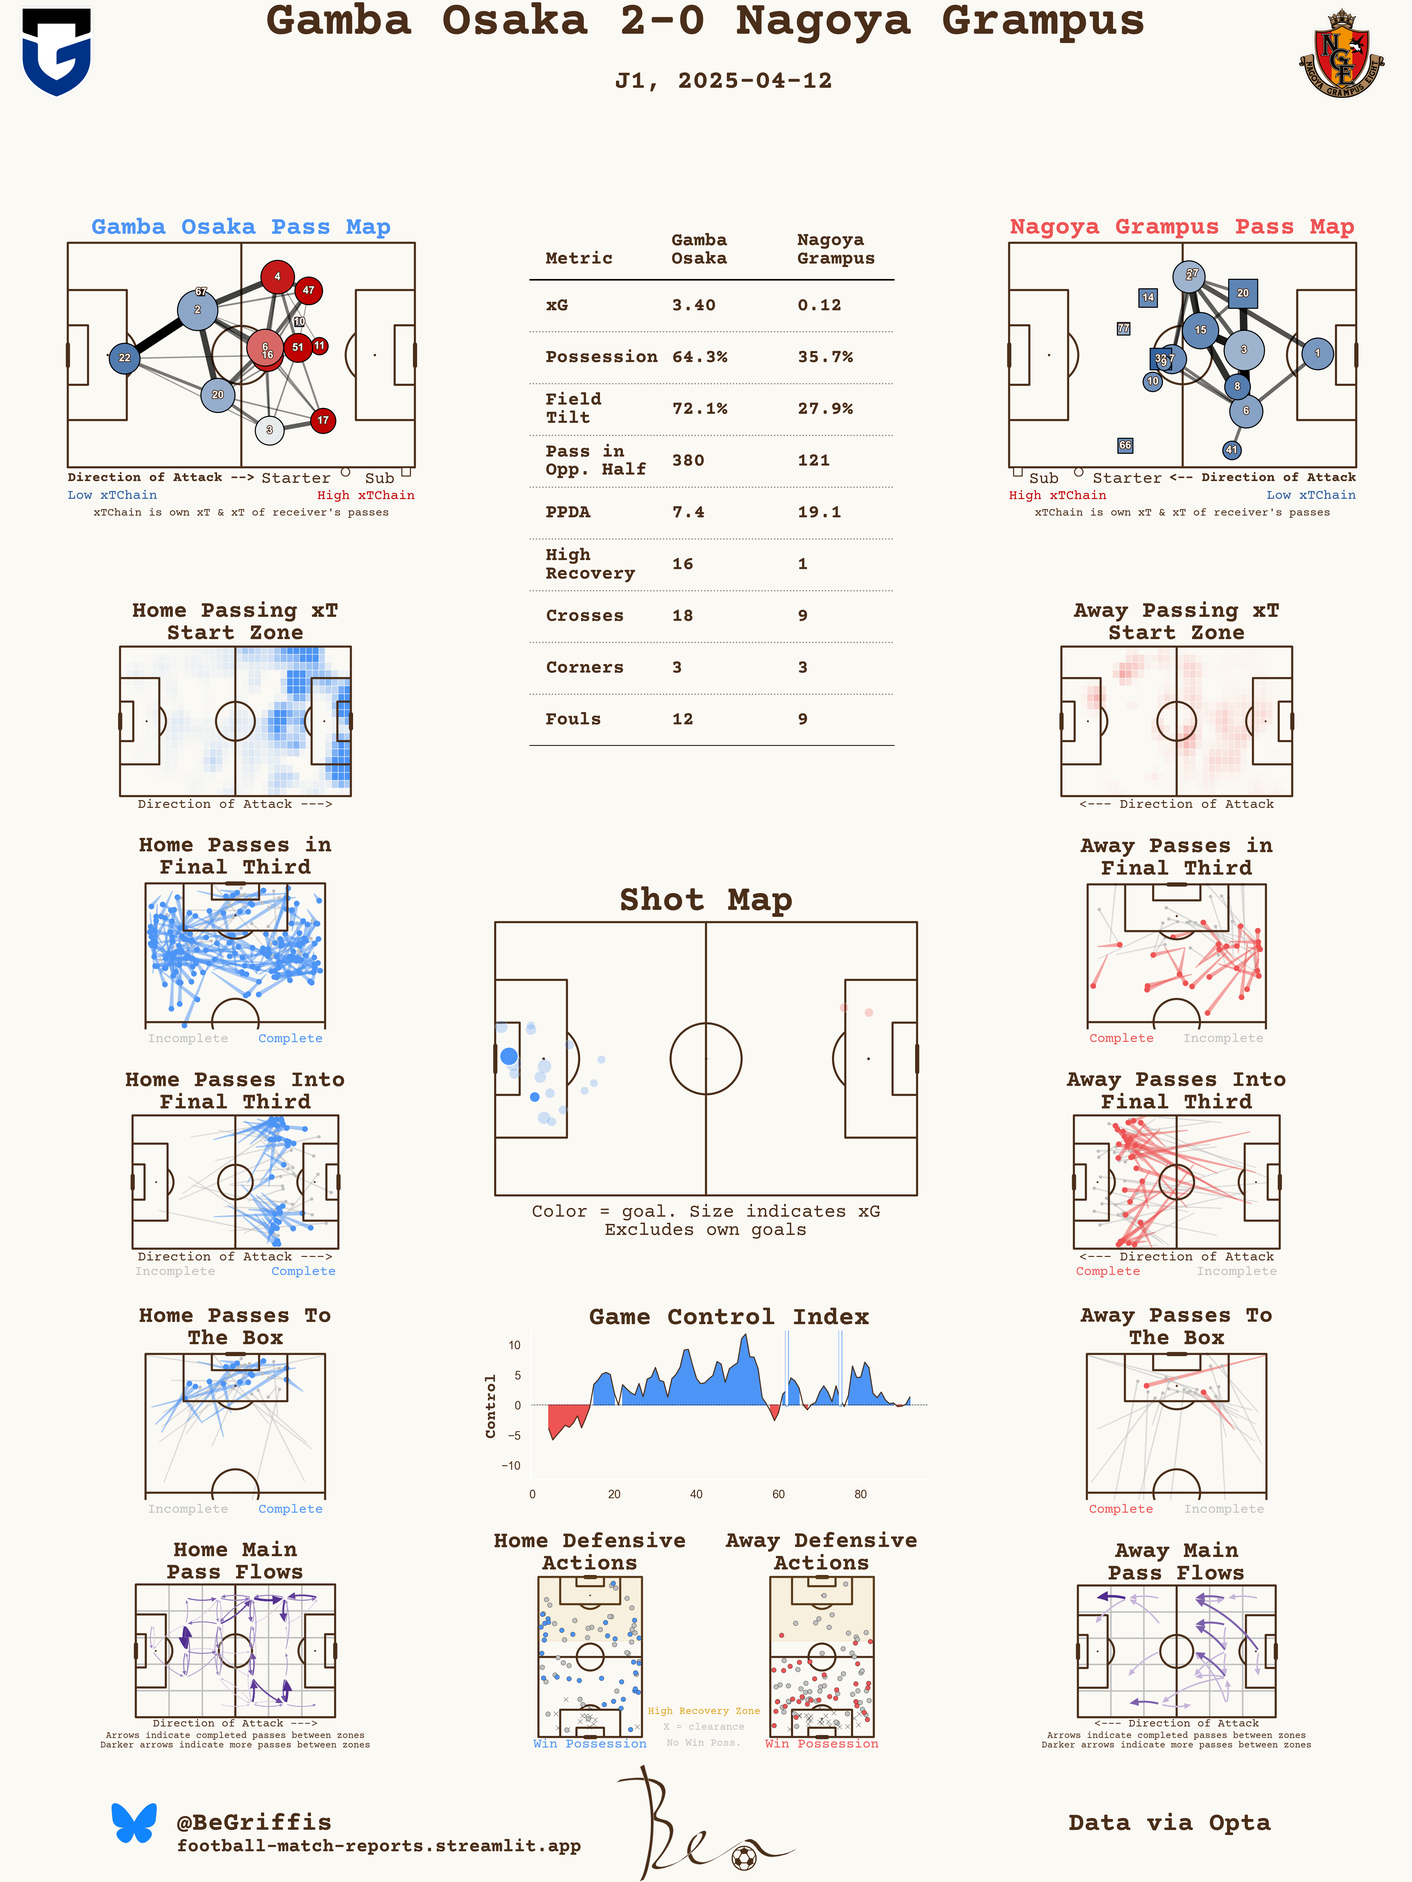 Gamba Osaka 2-0 Nagoya Grampus
J1, 2025-04-12
NGE
NAGOYA GRAMPUS EIGHT
Gamba Osaka Pass Map
67
2
4
47
10
6
16
51
11
22
20
3
17
Direction of Attack --> Starter Sub
Low xTChain High xTChain
xTChain is own xT & xT of receiver's passes
Metric Gamba Osaka Nagoya Grampus
xG 3.40 0.12
Possession 64.3% 35.7%
Field Tilt 72.1% 27.9%
Pass in Opp. Half 380 121
PPDA 7.4 19.1
High Recovery 16 1
Crosses 18 9
Corners 3 3
Fouls 12 9
Nagoya Grampus Pass Map
27
14
20
77
15
3
1
9
10
8
6
66
41
Sub Starter <-- Direction of Attack
High xTChain Low xTChain
xTChain is own xT & xT of receiver's passes
Home Passing xT
Start Zone
Direction of Attack --->
Away Passing xT
Start Zone
<--- Direction of Attack
Home Passes in
Final Third
Incomplete Complete
Away Passes in
Final Third
Complete Incomplete
Shot Map
Color = goal. Size indicates xG
Excludes own goals
Home Passes Into
Final Third
Direction of Attack --->
Incomplete Complete
Away Passes Into
Final Third
<--- Direction of Attack
Complete Incomplete
Home Passes To
The Box
Incomplete Complete
Game Control Index
Control
10
5
0
−5
−10
0 20 40 60 80
Away Passes To
The Box
Complete Incomplete
Home Main
Pass Flows
Direction of Attack --->
Arrows indicate completed passes between zones
Darker arrows indicate more passes between zones
Home Defensive
Actions
Win Possession
High Recovery Zone
X = clearance
No Win Poss.
Away Defensive
Actions
Win Possession
Away Main
Pass Flows
<--- Direction of Attack
Arrows indicate completed passes between zones
Darker arrows indicate more passes between zones
@BeGriffis
football-match-reports.streamlit.app
Ben
Data via Opta